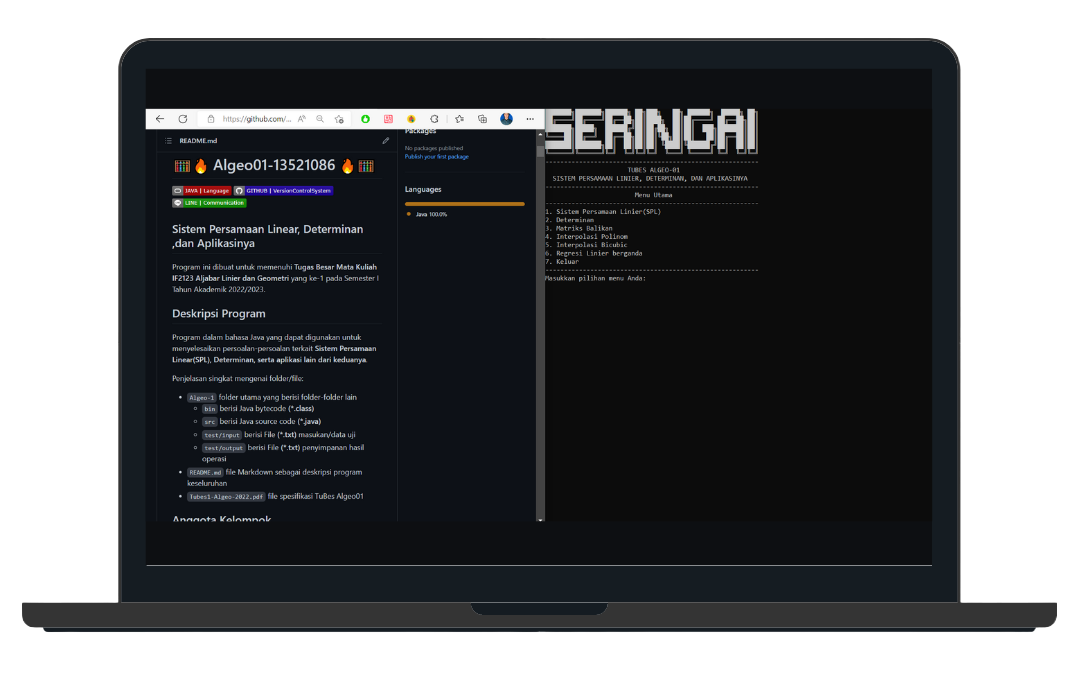 https://github.com/...
README.md
Algeo01-13521086
JAVA | Language
GITHUB | VersionControlSystem
LINE | Communication
Sistem Persamaan Linear, Determinan
,dan Aplikasinya
Program ini dibuat untuk memenuhi Tugas Besar Mata Kuliah
IF2123 Aljabar Linier dan Geometri yang ke-1 pada Semester I
Tahun Akademik 2022/2023.
Deskripsi Program
Program dalam bahasa Java yang dapat digunakan untuk
menyelesaikan persoalan-persoalan terkait Sistem Persamaan
Linear(SPL), Determinan, serta aplikasi lain dari keduanya.
Penjelasan singkat mengenai folder/file:
Algeo-1 folder utama yang berisi folder-folder lain
bin berisi Java bytecode (*.class)
src berisi Java source code (*.java)
test/input berisi File (*.txt) masukan/data uji
test/output berisi File (*.txt) penyimpanan hasil
operasi
README.md file Markdown sebagai deskripsi program
keseluruhan
Tubes1-Algeo-2022.pdf file spesifikasi TuBes Algeo01
Anggota Kelompok
Packages
No packages published
Publish your first package
Languages
Java 100.0%
SERINGAI
TUBES ALGEO-01
SISTEM PERSAMAAN LINIER, DETERMINAN, DAN APLIKASINYA
Menu Utama
1. Sistem Persamaan Linier(SPL)
2. Determinan
3. Matriks Balikan
4. Interpolasi Polinom
5. Interpolasi Bicubic
6. Regresi Linier berganda
7. Keluar
Masukkan pilihan menu Anda: